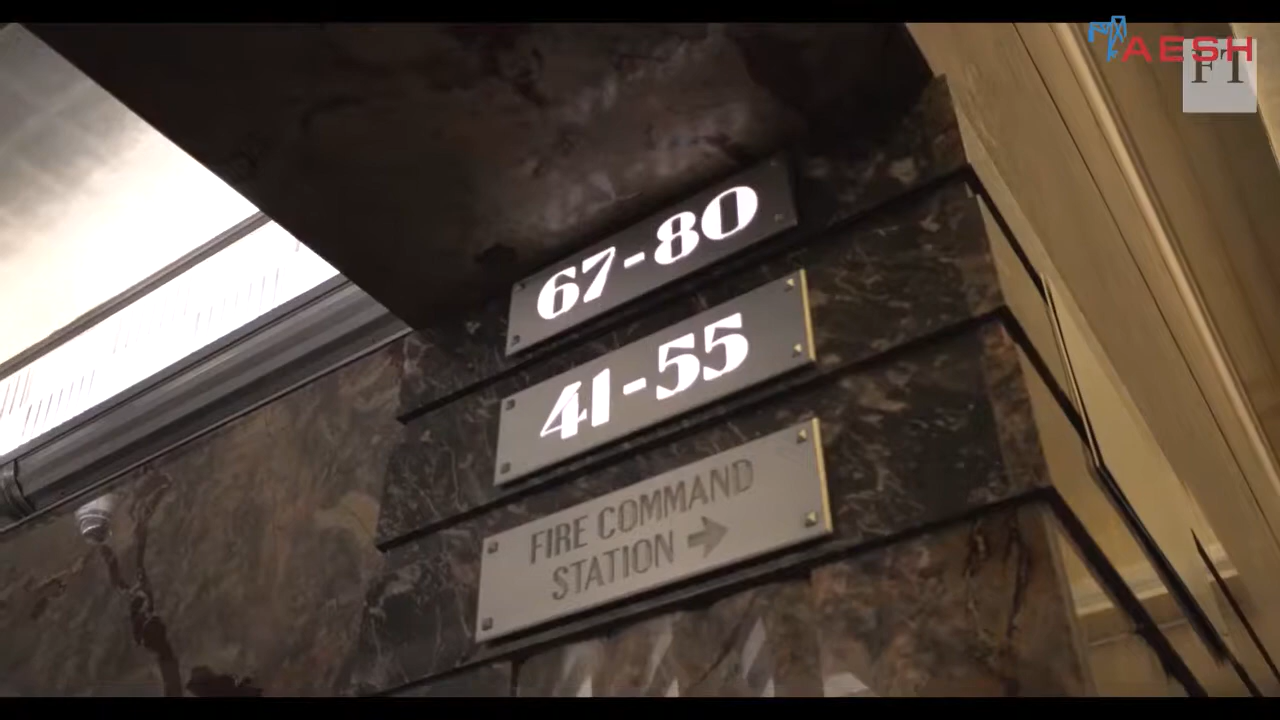 AESH
FT
67-80
41-55
FIRE COMMAND
STATION →